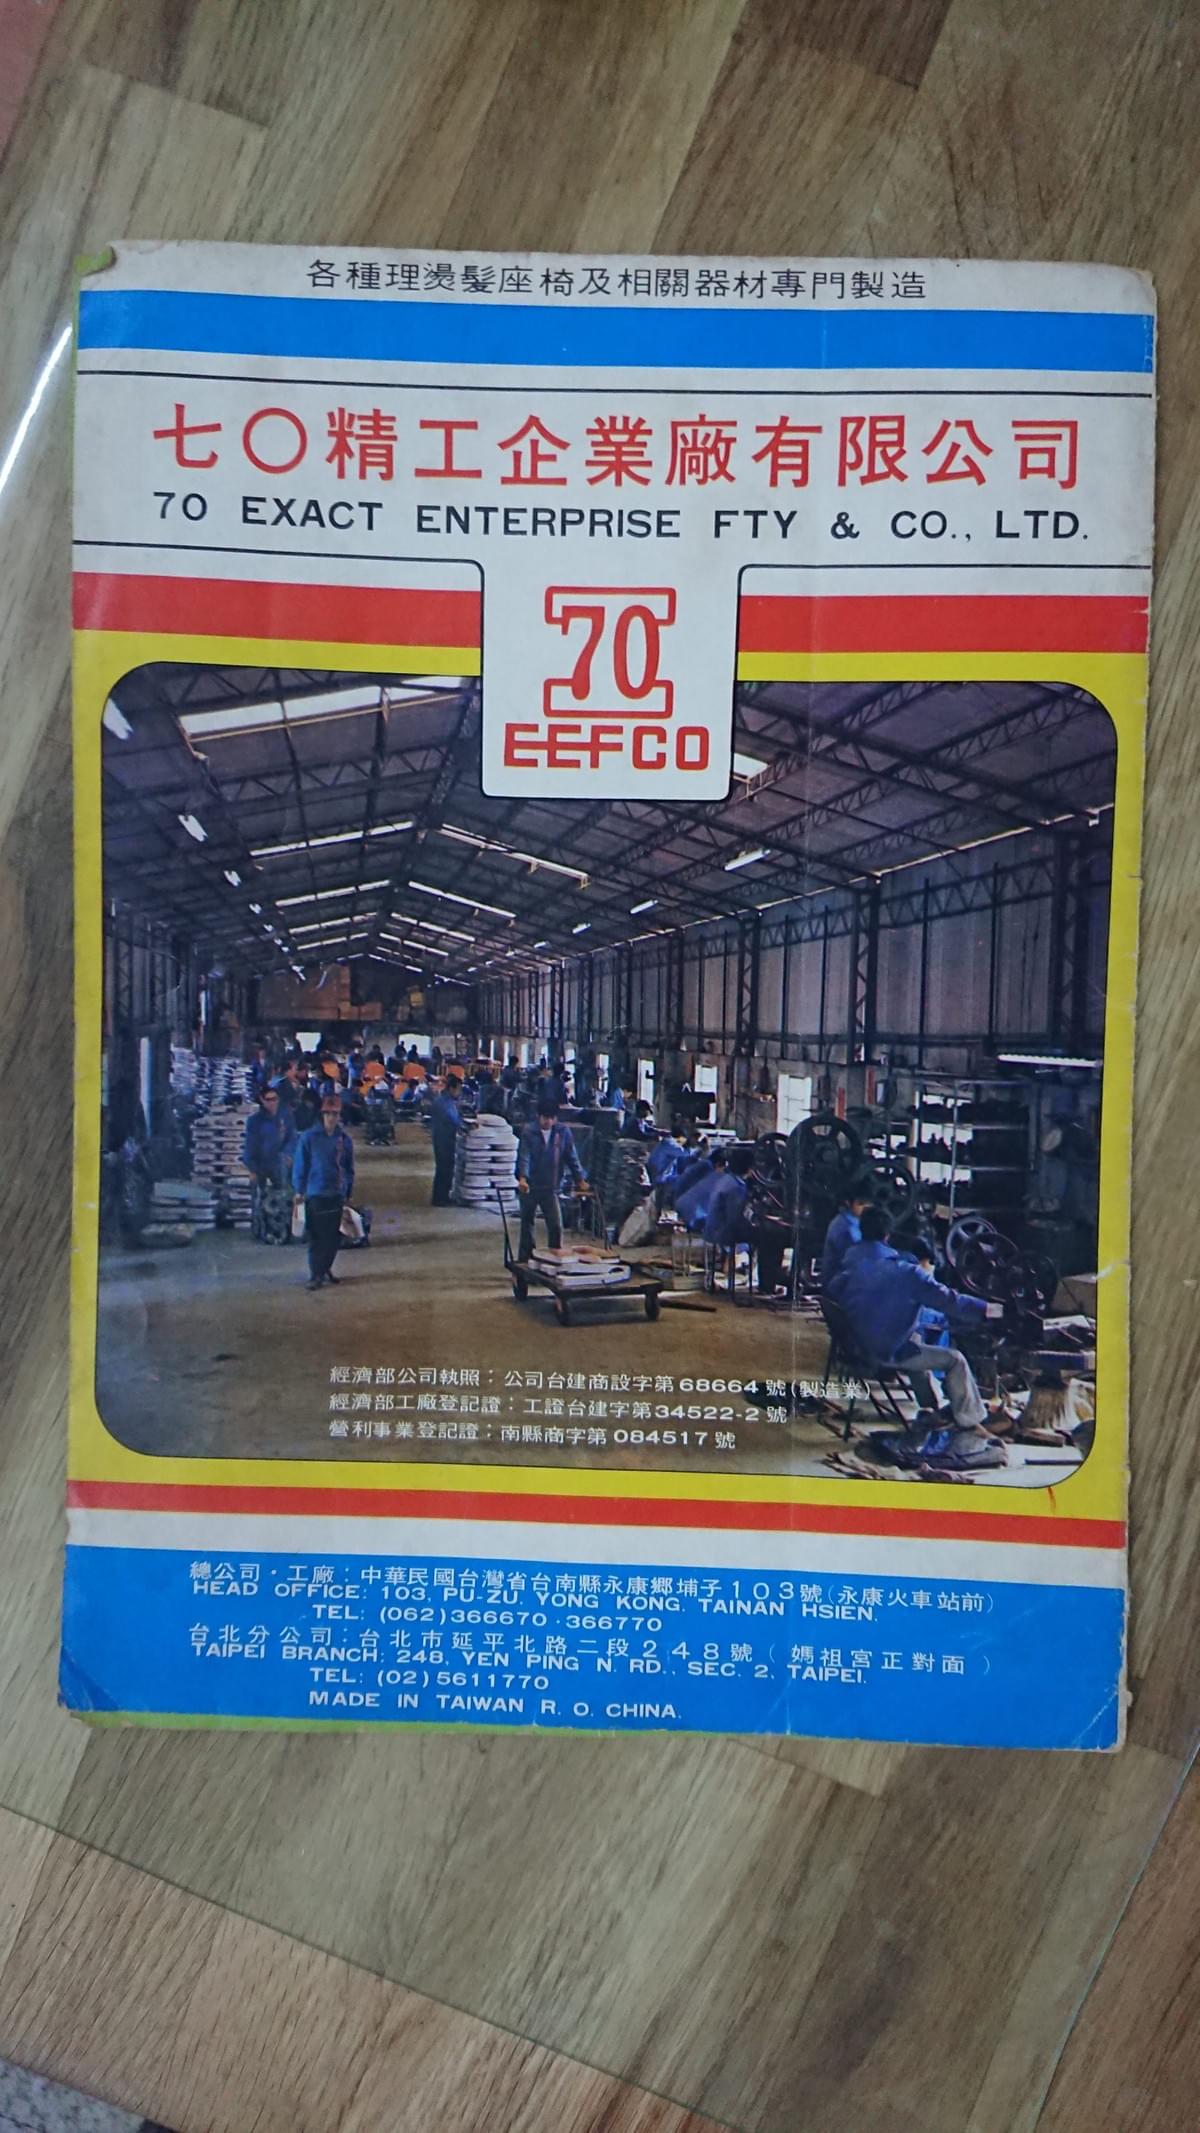 各種理燙髮座椅及相關器材專門製造
七〇精工企業廠有限公司
70 EXACT ENTERPRISE FTY & CO., LTD.
70
EEFCO
經濟部公司執照：公司台建商設字第68664號(製造業)
經濟部工廠登記證：工證台建字第34522-2號
營利事業登記證：南縣商字第084517號
總公司・工廠：中華民國台灣省台南縣永康鄉埔子103號(永康火車站前)
HEAD OFFICE: 103, PU-ZU, YONG KONG, TAINAN HSIEN.
TEL: (062)366670·366770
台北分公司：台北市延平北路二段248號(媽祖宮正對面)
TAIPEI BRANCH: 248, YEN PING N. RD., SEC. 2, TAIPEI.
TEL: (02)5611770
MADE IN TAIWAN R. O. CHINA.